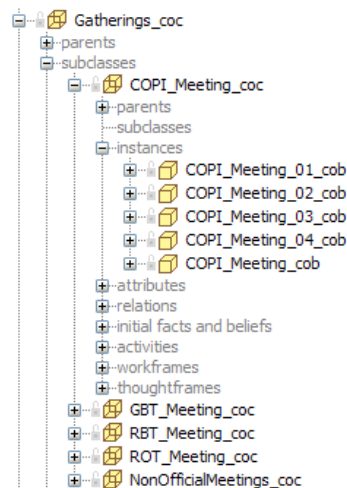 Gatherings_coc
parents
subclasses
COPI_Meeting_coc
parents
subclasses
instances
COPI_Meeting_01_cob
COPI_Meeting_02_cob
COPI_Meeting_03_cob
COPI_Meeting_04_cob
COPI_Meeting_cob
attributes
relations
initial facts and beliefs
activities
workframes
thoughtframes
GBT_Meeting_coc
RBT_Meeting_coc
ROT_Meeting_coc
NonOfficialMeetings_coc